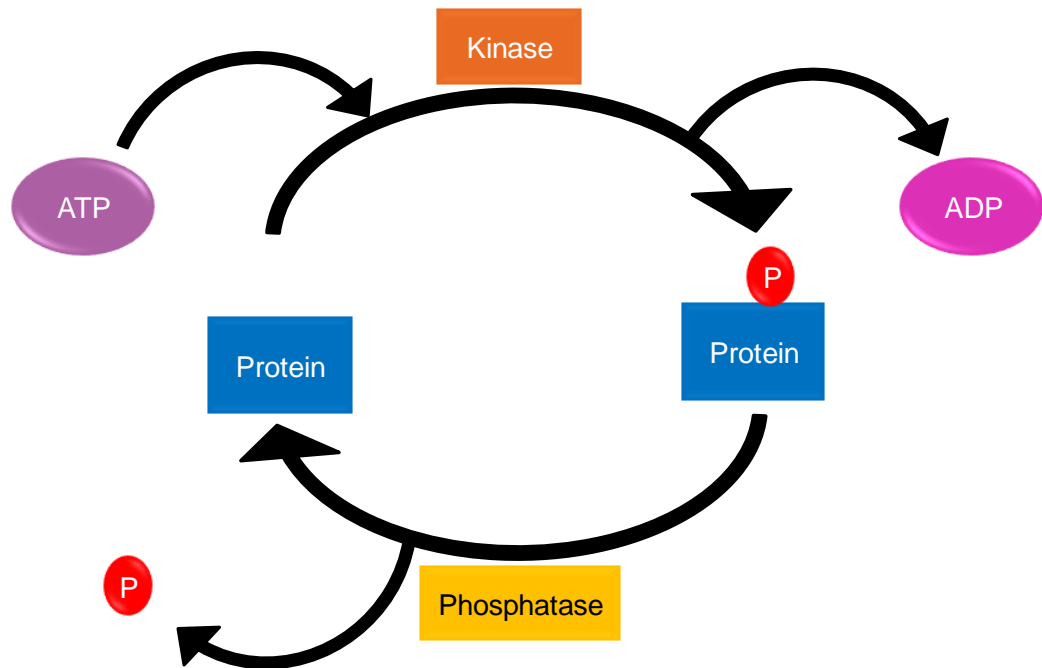 Kinase
ATP
ADP
P
Protein
Protein
P
Phosphatase